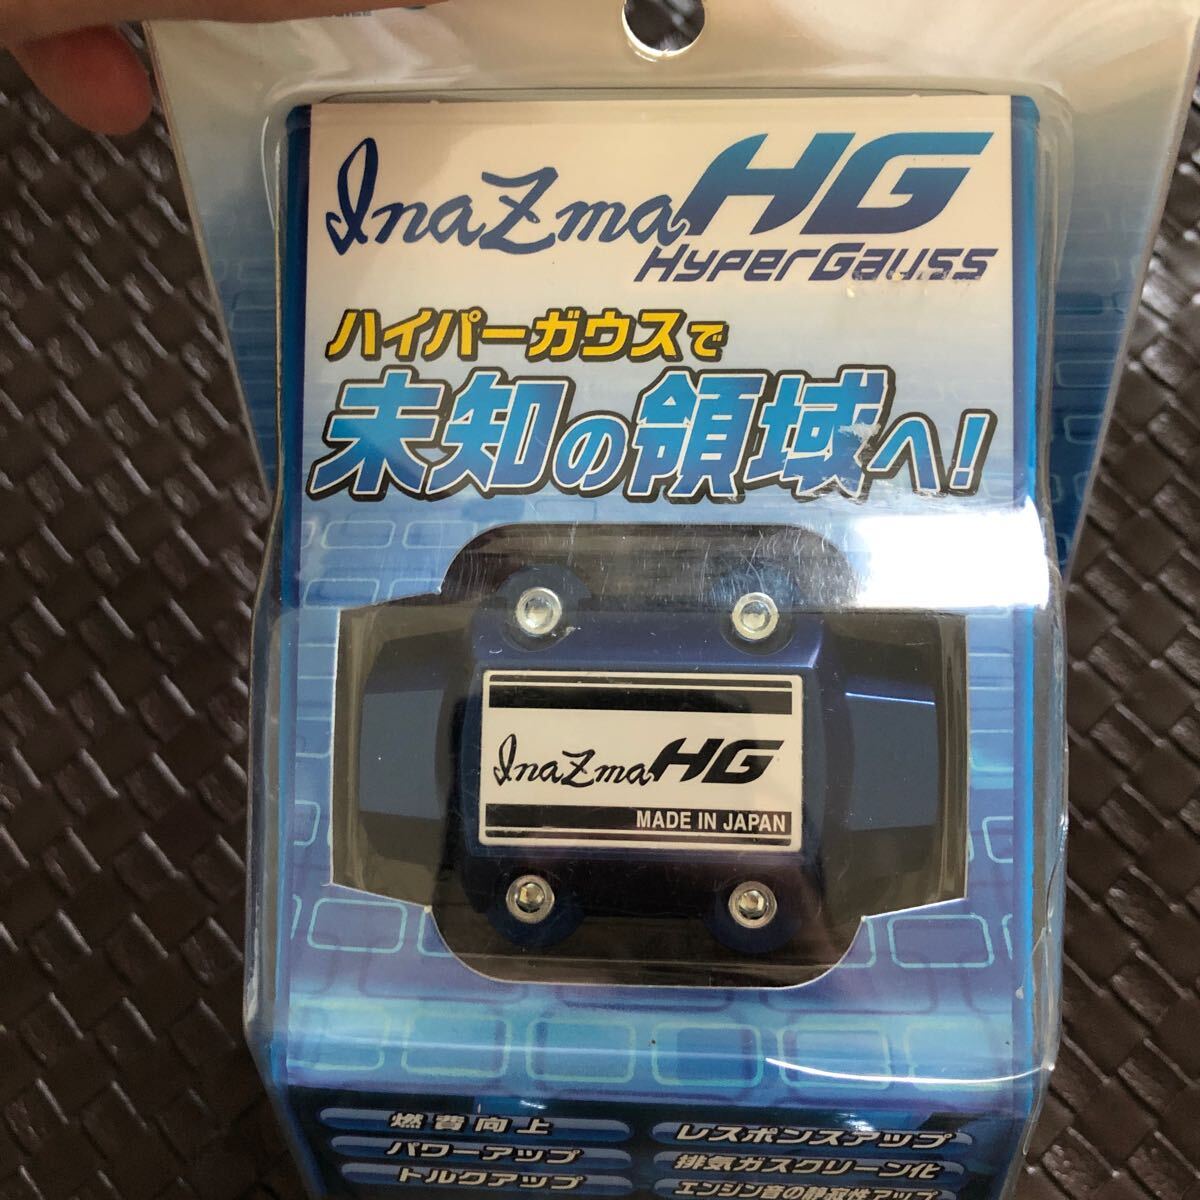 InaZma HG
HyperGauss
ハイパーガウスで
未知の領域へ!
InaZma HG
MADE IN JAPAN
燃費向上
レスポンスアップ
パワーアップ
排気ガスクリーン化
トルクアップ
エンジン音の静寂性アップ